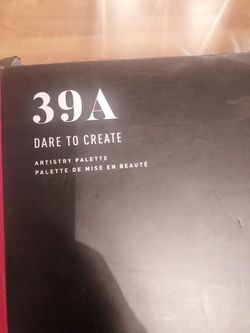 39A
DARE TO CREATE
ARTISTRY PALETTE
PALETTE DE MISE EN BEAUTÉ